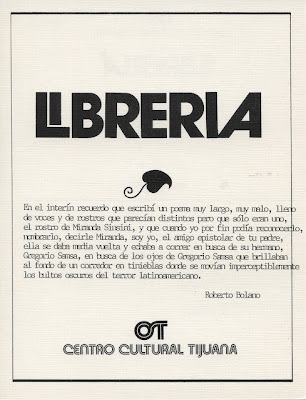 LIBRERIA
En el interín recuerdo que escribí un poema muy largo, muy malo, lleno
de voces y de rostros que parecían distintos paro que sólo eran uno,
el rostro de Miranda Sinsini, y que cuando yo por fin podía reconocerlo,
nombrarlo, decirle Miranda, soy yo, el amigo epistolar de tu padre,
ella se daba media vuelta y echaba a correr en busca de su hermano,
Gregorio Samsa, en busca de los ojos de Gregorio Samsa que brillaban
al fondo de un corredor en tinieblas donde se movían imperceptiblemente
los bultos oscuros del terror latinoamericano.
Roberto Bolano
CENTRO CULTURAL TIJUANA